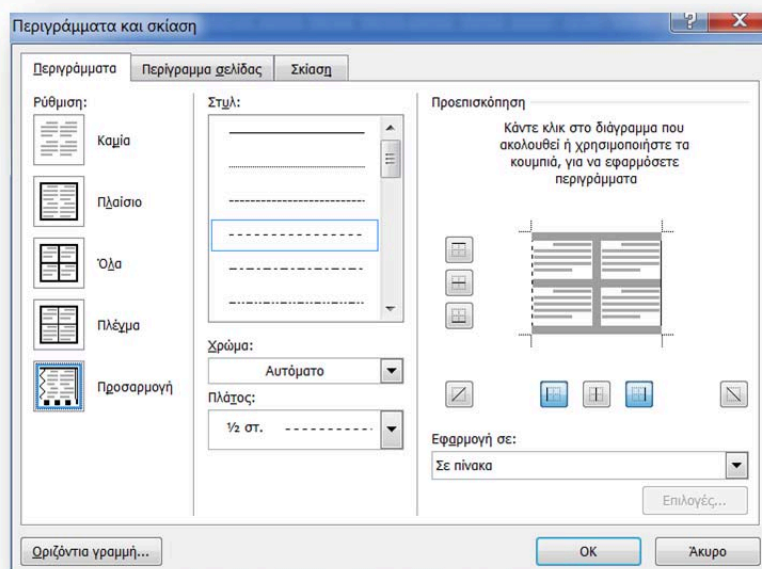 Περιγράμματα και σκίαση
Περιγράμματα
Περίγραμμα σελίδας
Σκίαση
Ρύθμιση:
Καμία
Πλαίσιο
Όλα
Πλέγμα
Προσαρμογή
Στυλ:
Χρώμα:
Αυτόματο
Πλάτος:
½ στ.
Προεπισκόπηση
Κάντε κλικ στο διάγραμμα που
ακολουθεί ή χρησιμοποιήστε τα
κουμπιά, για να εφαρμόσετε
περιγράμματα
Εφαρμογή σε:
Σε πίνακα
Επιλογές...
Οριζόντια γραμμή...
OK
Άκυρο